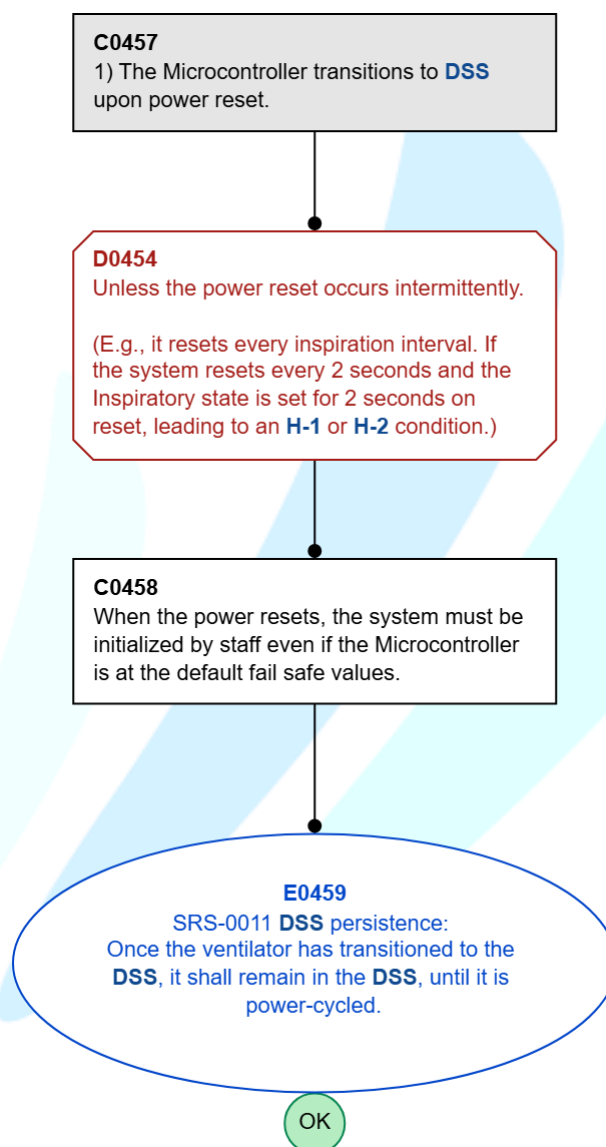 C0457
1) The Microcontroller transitions to DSS
upon power reset.
D0454
Unless the power reset occurs intermittently.
(E.g., it resets every inspiration interval. If
the system resets every 2 seconds and the
Inspiratory state is set for 2 seconds on
reset, leading to an H-1 or H-2 condition.)
C0458
When the power resets, the system must be
initialized by staff even if the Microcontroller
is at the default fail safe values.
E0459
SRS-0011 DSS persistence:
Once the ventilator has transitioned to the
DSS, it shall remain in the DSS, until it is
power-cycled.
OK